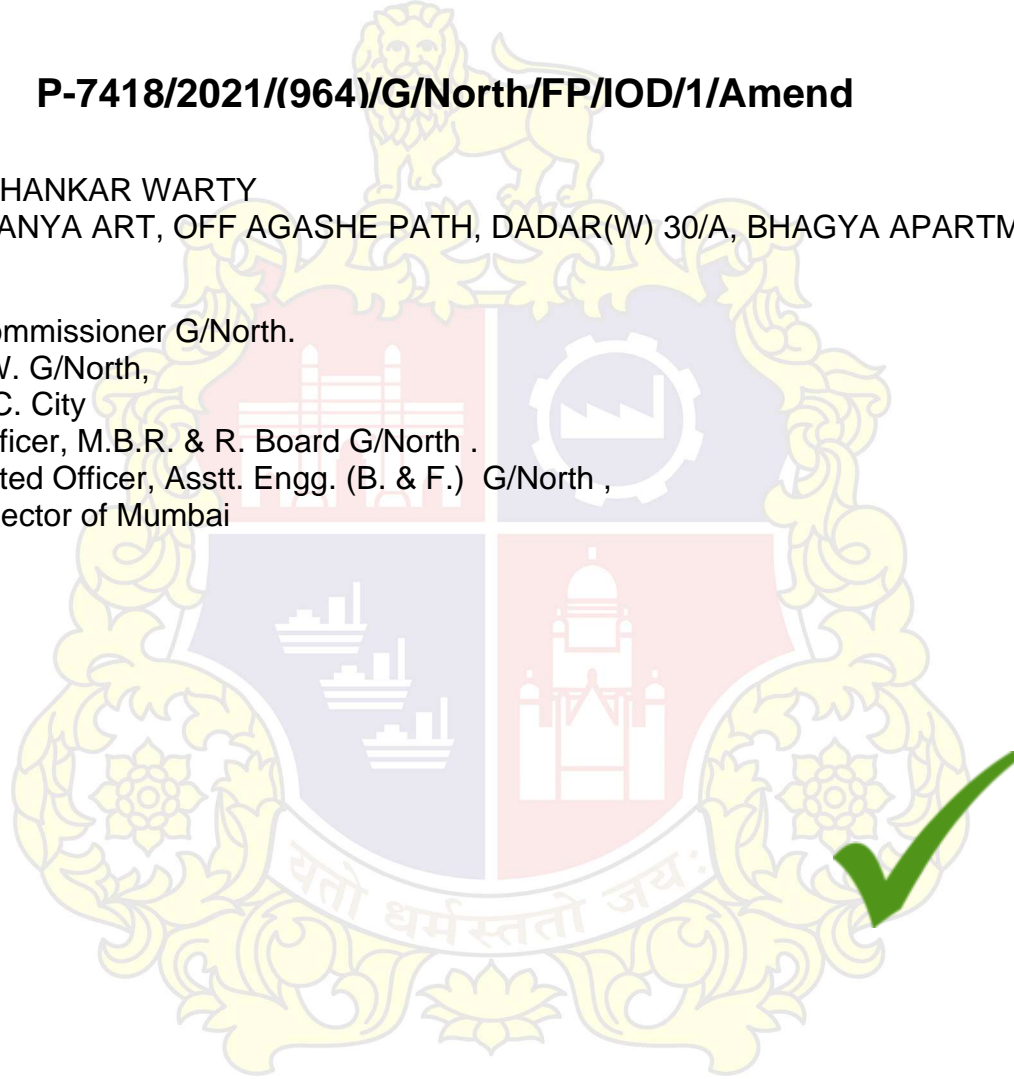 P-7418/2021/(964)/G/North/FP/IOD/1/Amend
HANKAR WARTY
ANYA ART, OFF AGASHE PATH, DADAR(W) 30/A, BHAGYA APARTM
ommissioner G/North.
W. G/North,
C. City
ficer, M.B.R. & R. Board G/North .
ted Officer, Asstt. Engg. (B. & F.) G/North ,
ector of Mumbai
यतो धर्मस्ततो जय: